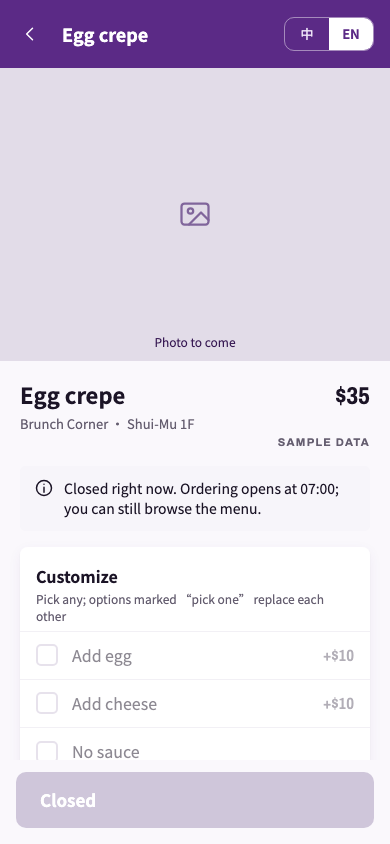 Egg crepe
中
EN
Photo to come
Egg crepe
$35
Brunch Corner • Shui-Mu 1F
SAMPLE DATA
Closed right now. Ordering opens at 07:00;
you can still browse the menu.
Customize
Pick any; options marked “pick one” replace each
other
Add egg
+$10
Add cheese
+$10
No sauce
Closed